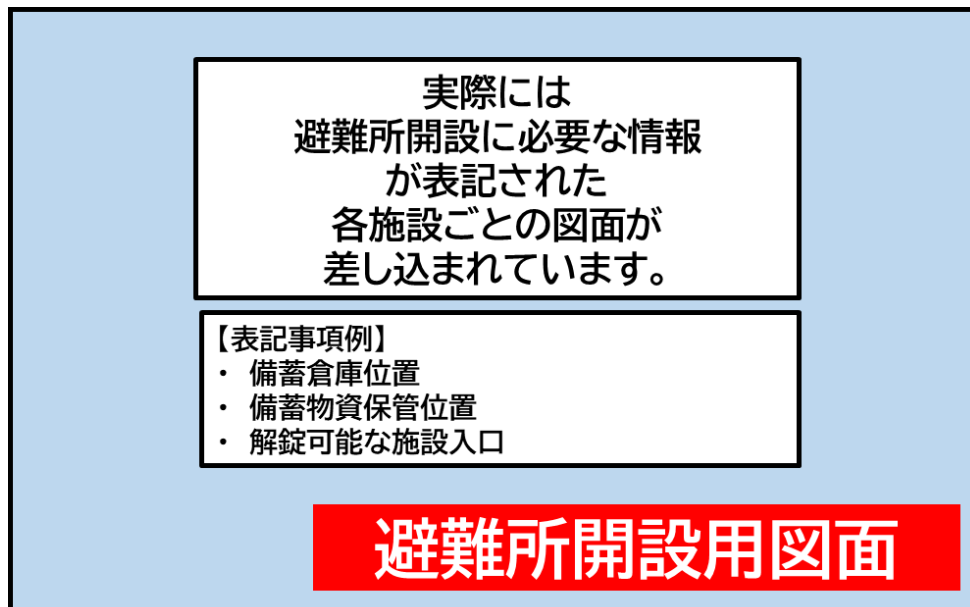 実際には
避難所開設に必要な情報
が表記された
各施設ごとの図面が
差し込まれています。
【表記事項例】
・ 備蓄倉庫位置
・ 備蓄物資保管位置
・ 解錠可能な施設入口
避難所開設用図面